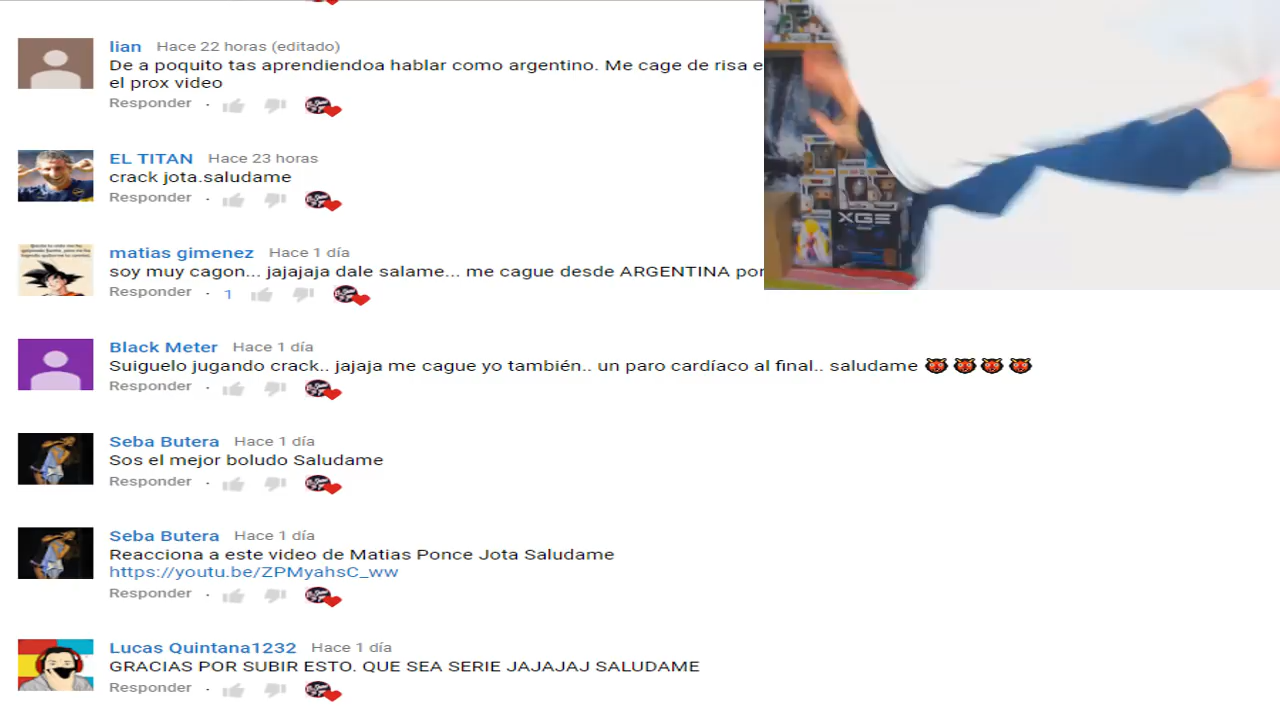 lian Hace 22 horas (editado)
De a poquito tas aprendiendoa hablar como argentino. Me cage de risa e
el prox video
Responder ·
EL TITAN Hace 23 horas
crack jota.saludame
Responder ·
matias gimenez Hace 1 día
soy muy cagon... jajajaja dale salame... me cague desde ARGENTINA por
Responder · 1
Black Meter Hace 1 día
Suiguelo jugando crack.. jajaja me cague yo también.. un paro cardíaco al final.. saludame 👹👹👹👹
Responder ·
Seba Butera Hace 1 día
Sos el mejor boludo Saludame
Responder ·
Seba Butera Hace 1 día
Reacciona a este video de Matias Ponce Jota Saludame
https://youtu.be/ZPMyahsC_ww
Responder ·
Lucas Quintana1232 Hace 1 día
GRACIAS POR SUBIR ESTO. QUE SEA SERIE JAJAJAJ SALUDAME
Responder ·
XGE